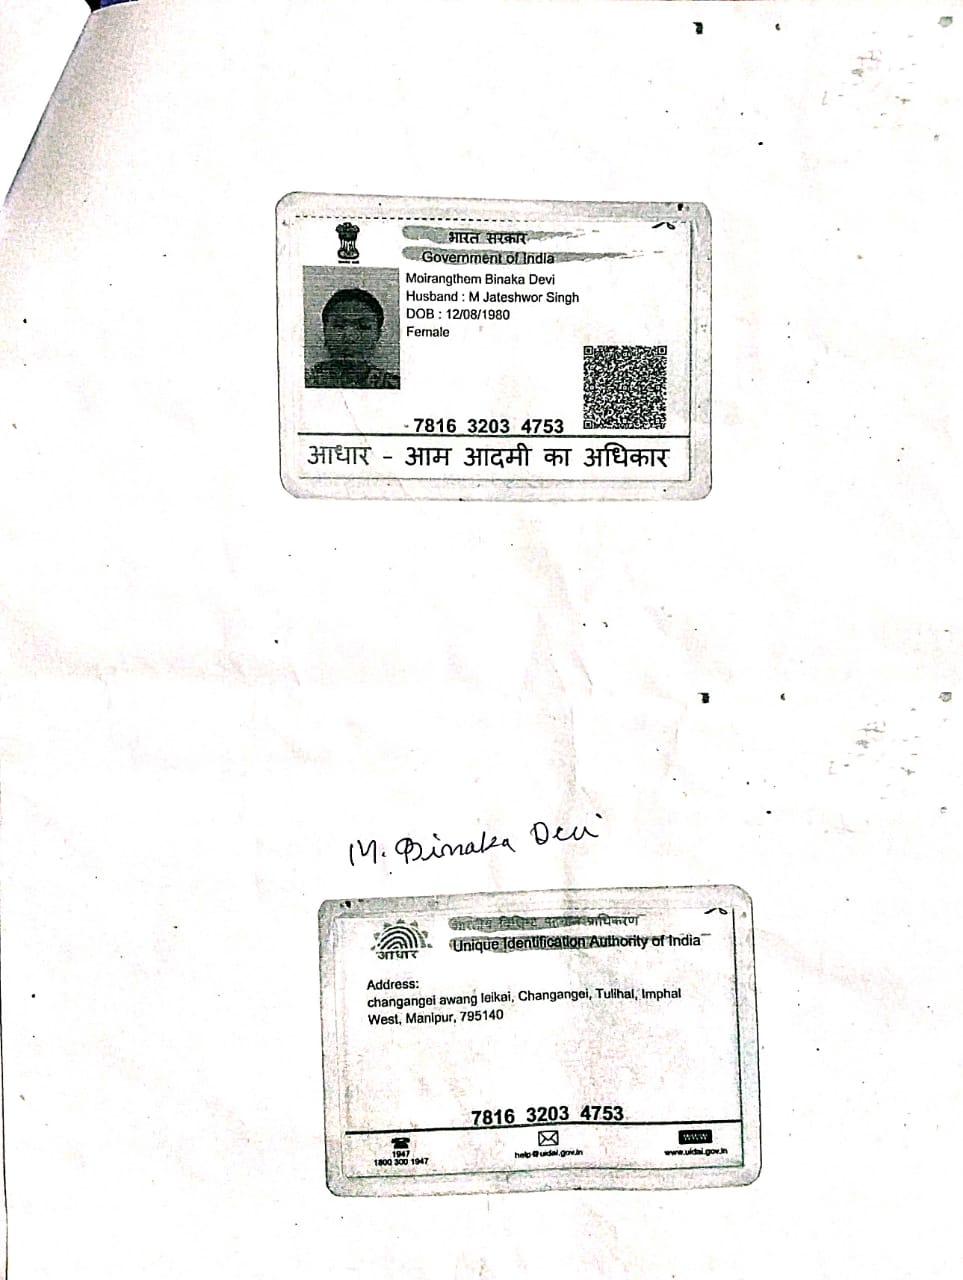 भारत सरकार
Government of India
Moirangthem Binaka Devi
Husband : M Jateshwor Singh
DOB : 12/08/1980
Female
7816 3203 4753
आधार - आम आदमी का अधिकार
M. Binaka Devi
भारतीय विशिष्ट पहचान प्राधिकरण
Unique Identification Authority of India
आधार
Address:
changangei awang leikai, Changangei, Tulihal, Imphal
West, Manipur, 795140
7816 3203 4753
1947
1800 300 1947
help@uidai.gov.in
www
www.uidai.gov.in